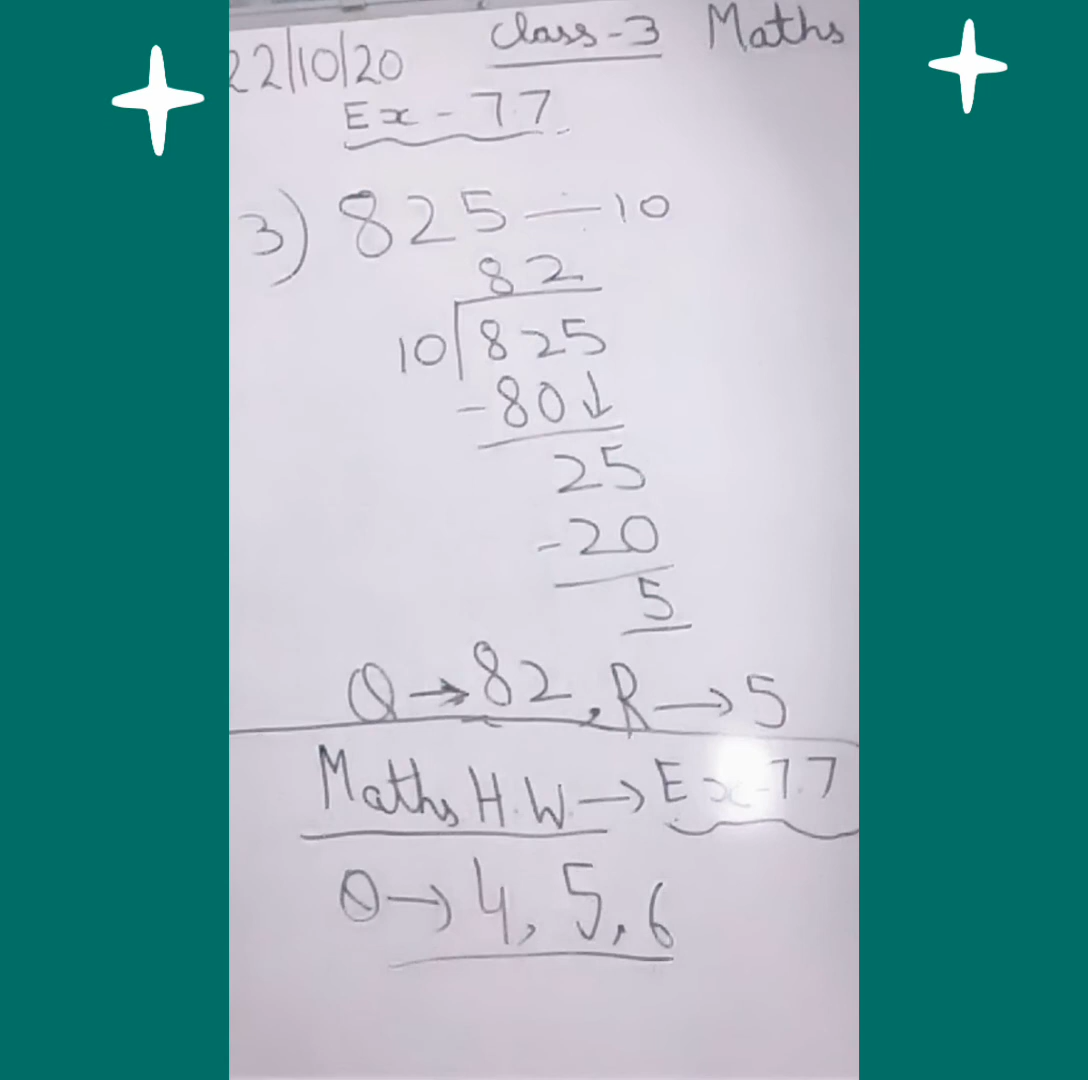 22/10/20 Class-3 Maths
Ex - 7.7
3) 825 ÷ 10
82
10 825
-80↓
25
-20
5
Q → 82, R → 5
Maths H.W. → Ex-7.7
Q → 4, 5, 6